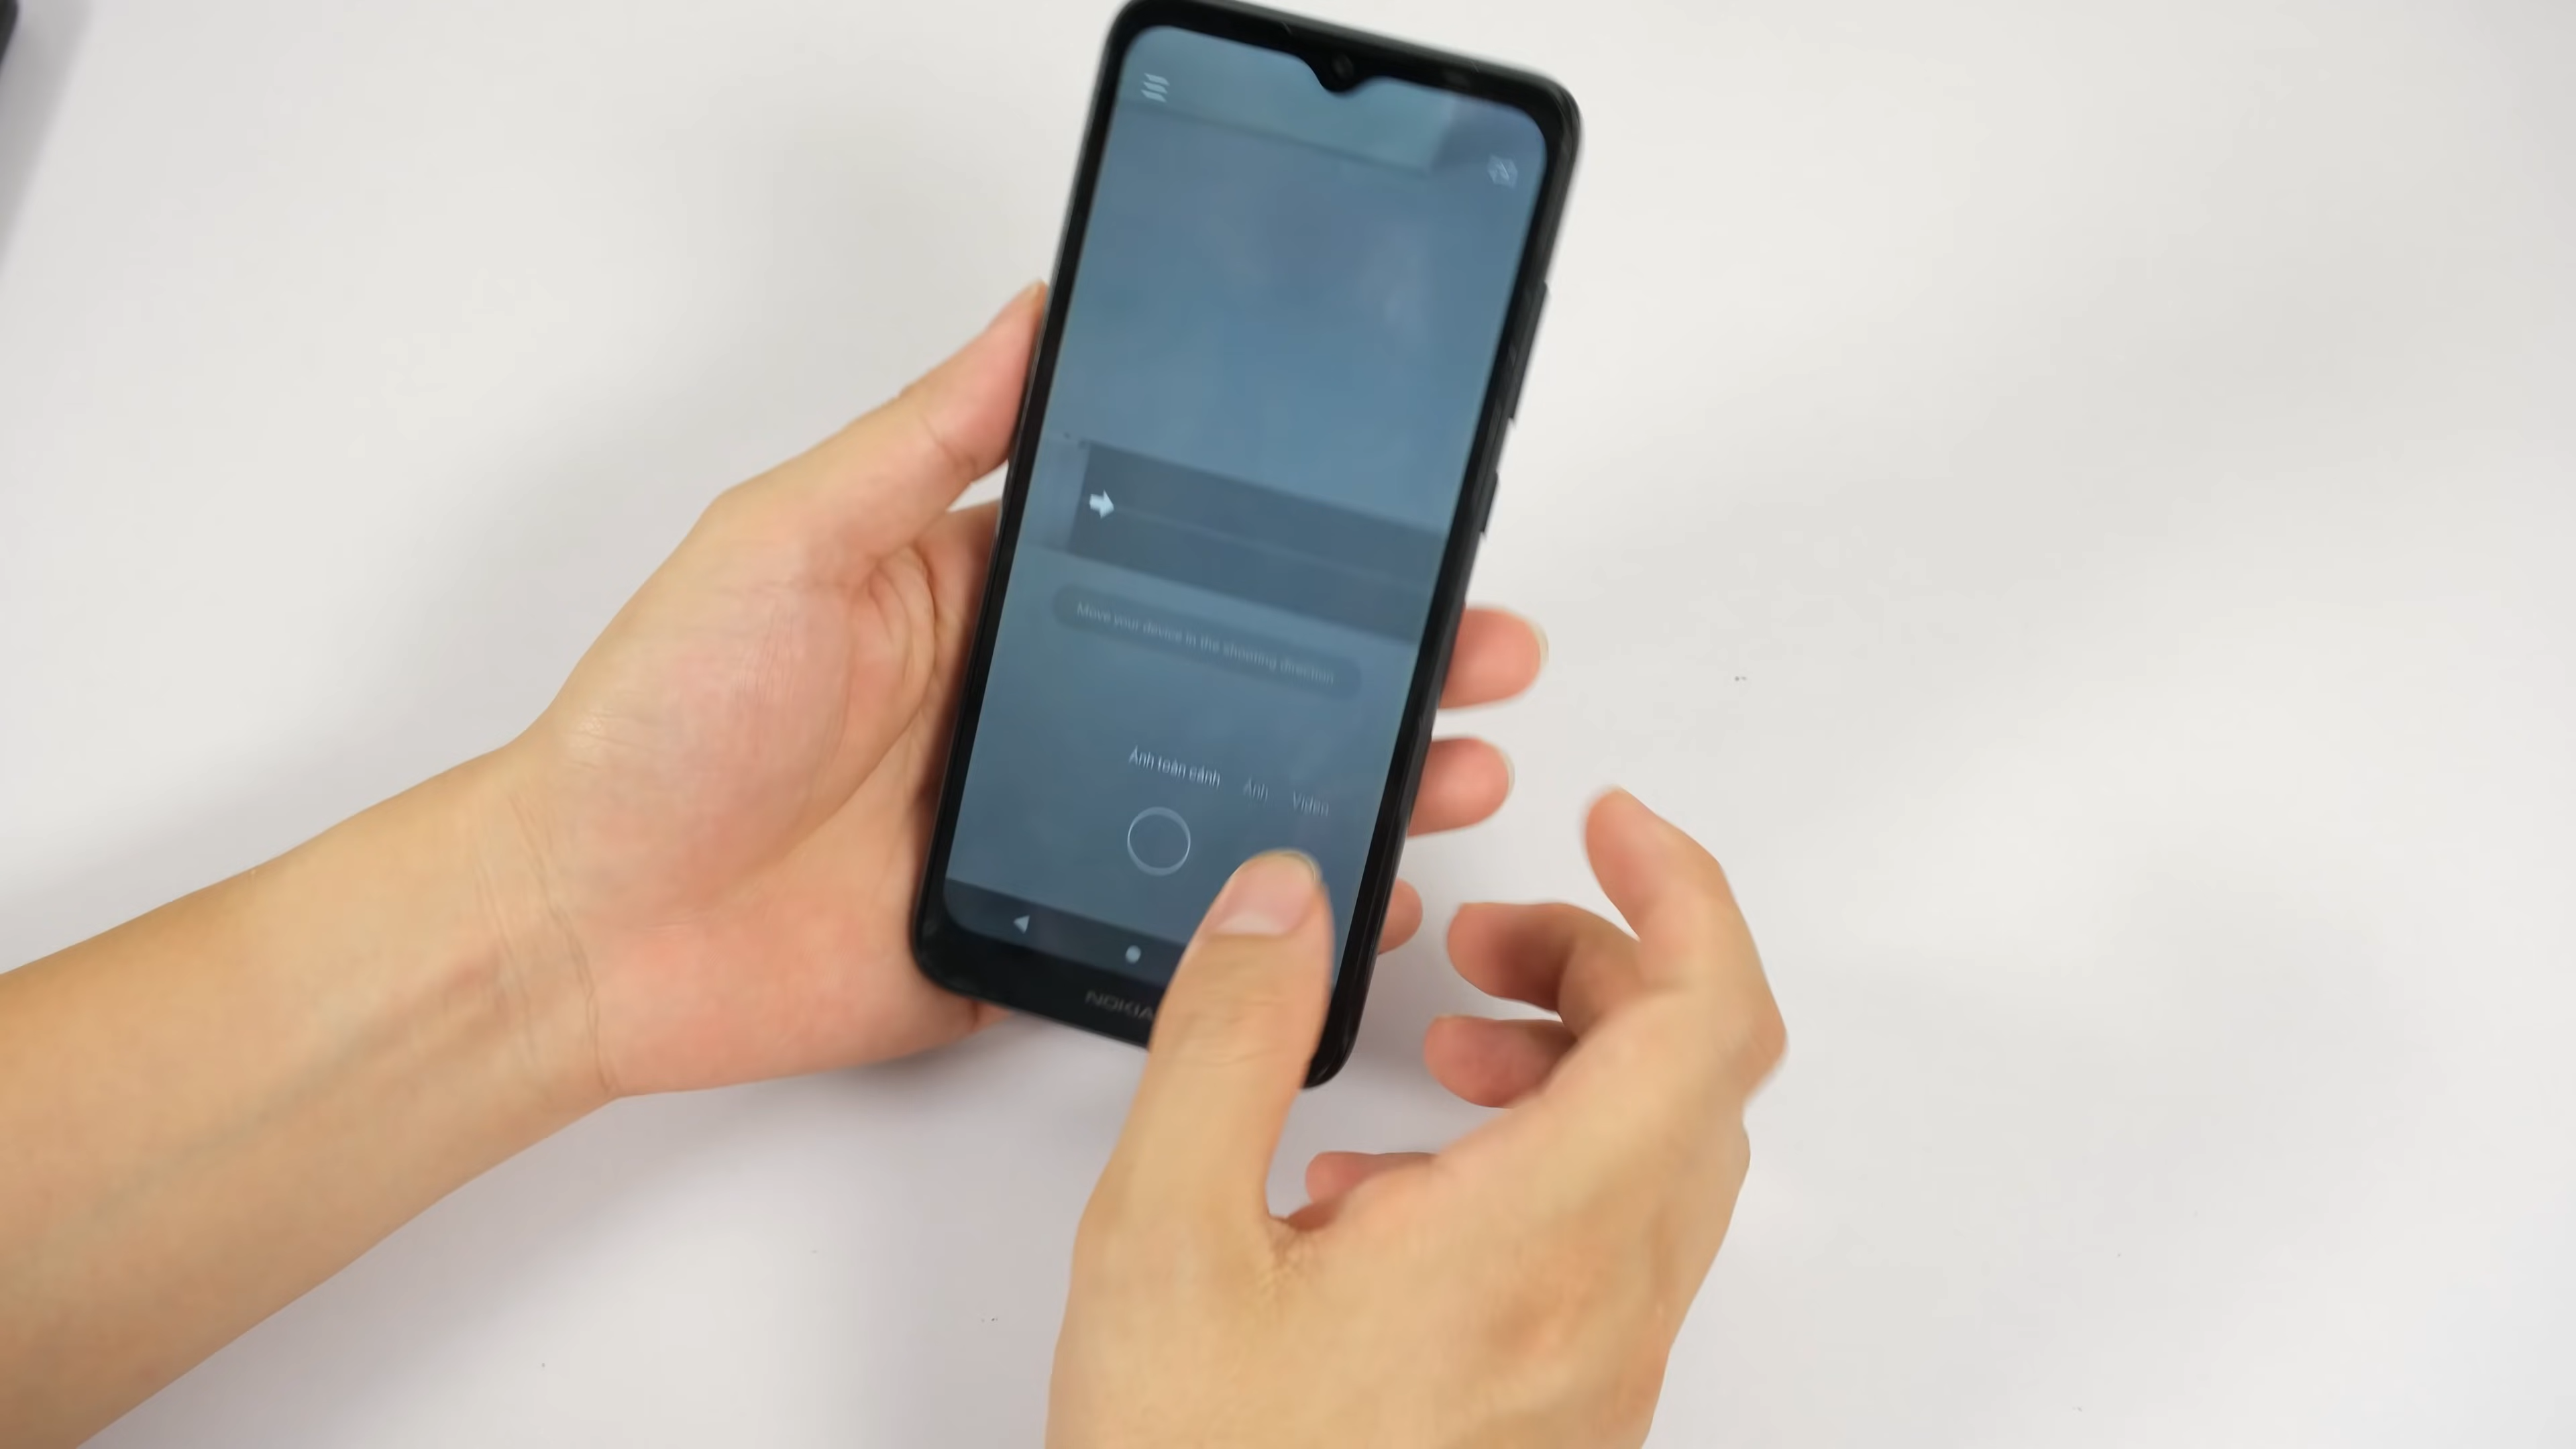 Move your device in the shooting direction
Ảnh toàn cảnh Ảnh Video
NOKIA